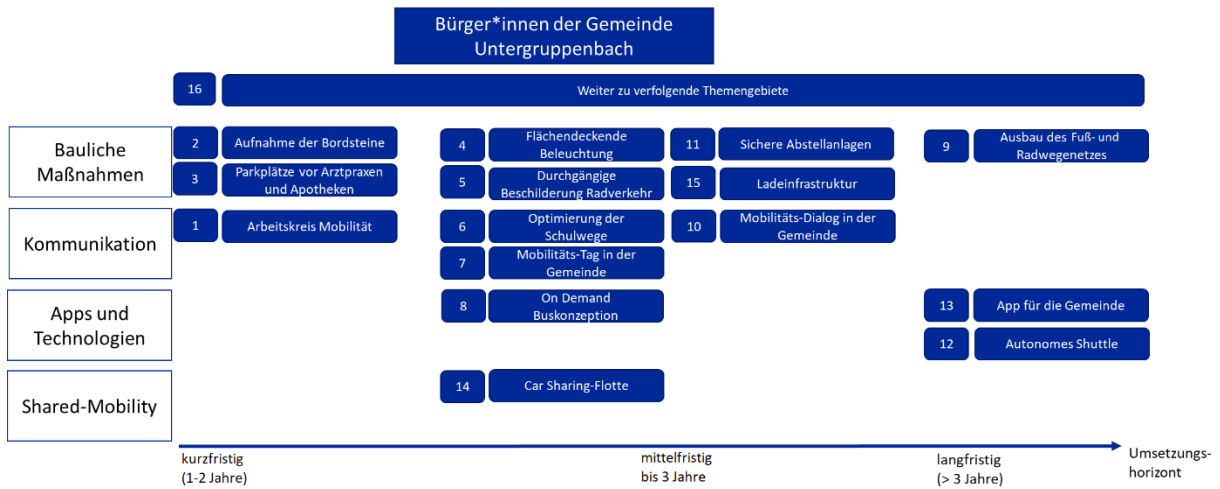 Bürger*innen der Gemeinde
Untergruppenbach
16
Weiter zu verfolgende Themengebiete
Bauliche
Maßnahmen
2
Aufnahme der Bordsteine
3
Parkplätze vor Arztpraxen
und Apotheken
4
Flächendeckende
Beleuchtung
5
Durchgängige
Beschilderung Radverkehr
11
Sichere Abstellanlagen
15
Ladeinfrastruktur
9
Ausbau des Fuß- und
Radwegenetzes
Kommunikation
1
Arbeitskreis Mobilität
6
Optimierung der
Schulwege
7
Mobilitäts-Tag in der
Gemeinde
10
Mobilitäts-Dialog in der
Gemeinde
Apps und
Technologien
8
On Demand
Buskonzeption
13
App für die Gemeinde
12
Autonomes Shuttle
Shared-Mobility
14
Car Sharing-Flotte
kurzfristig
(1-2 Jahre)
mittelfristig
bis 3 Jahre
langfristig
(> 3 Jahre)
Umsetzungs-
horizont